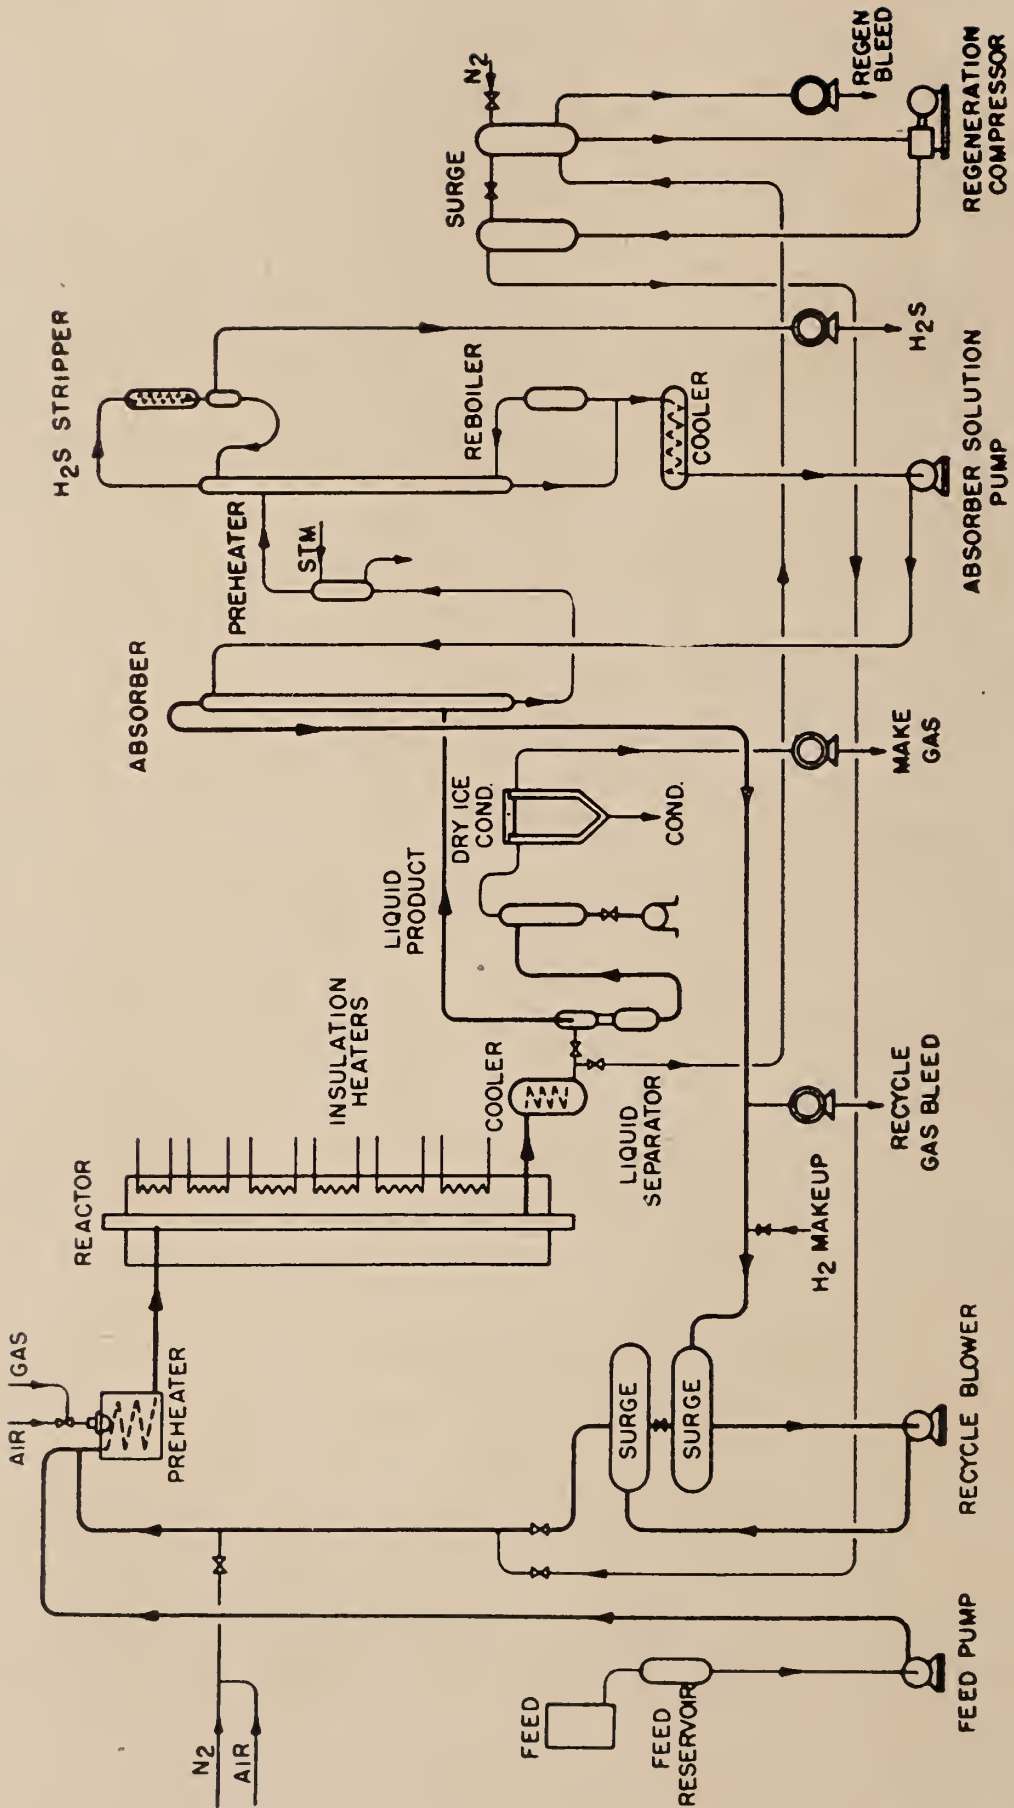 N2
AIR
FEED
FEED
RESERVOIR
FEED PUMP
AIR
GAS
PREHEATER
SURGE
SURGE
RECYCLE BLOWER
REACTOR
INSULATION
HEATERS
COOLER
LIQUID
SEPARATOR
H2 MAKEUP
RECYCLE
GAS BLEED
LIQUID
PRODUCT
DRY ICE
COND.
COND.
MAKE
GAS
ABSORBER
PREHEATER
STM
H2S STRIPPER
REBOILER
COOLER
ABSORBER SOLUTION
PUMP
H2S
SURGE
N2
REGEN
BLEED
REGENERATION
COMPRESSOR